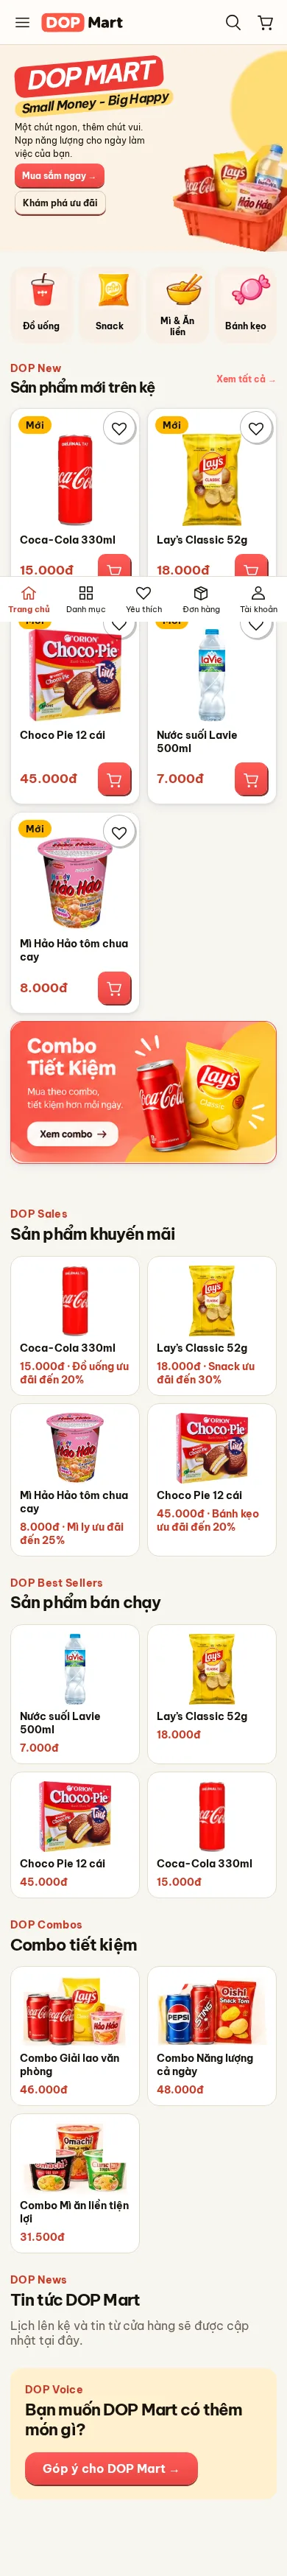 DOP Mart
DOP MART
Small Money - Big Happy
Một chút ngon, thêm chút vui.
Nạp năng lượng cho ngày làm
việc của bạn.
Mua sắm ngay →
Khám phá ưu đãi
Đồ uống
Snack
Mì & Ăn
liền
Bánh kẹo
DOP New
Sản phẩm mới trên kệ
Xem tất cả →
Mới
Mới
Coca-Cola 330ml
Lay's Classic 52g
15.000đ
18.000đ
Trang chủ
Danh mục
Yêu thích
Đơn hàng
Tài khoản
Choco Pie 12 cái
Nước suối Lavie
500ml
45.000đ
7.000đ
Mới
Mì Hảo Hảo tôm chua
cay
8.000đ
Combo
Tiết Kiệm
Mua theo combo,
tiết kiệm hơn mỗi ngày.
Xem combo →
DOP Sales
Sản phẩm khuyến mãi
Coca-Cola 330ml
15.000đ · Đồ uống ưu
đãi đến 20%
Lay's Classic 52g
18.000đ · Snack ưu
đãi đến 30%
Mì Hảo Hảo tôm chua
cay
8.000đ · Mì ly ưu đãi
đến 25%
Choco Pie 12 cái
45.000đ · Bánh kẹo
ưu đãi đến 20%
DOP Best Sellers
Sản phẩm bán chạy
Nước suối Lavie
500ml
7.000đ
Lay's Classic 52g
18.000đ
Choco Pie 12 cái
45.000đ
Coca-Cola 330ml
15.000đ
DOP Combos
Combo tiết kiệm
Combo Giải lao văn
phòng
46.000đ
Combo Năng lượng
cả ngày
48.000đ
Combo Mì ăn liền tiện
lợi
31.500đ
DOP News
Tin tức DOP Mart
Lịch lên kệ và tin từ cửa hàng sẽ được cập
nhật tại đây.
DOP Voice
Bạn muốn DOP Mart có thêm
món gì?
Góp ý cho DOP Mart →